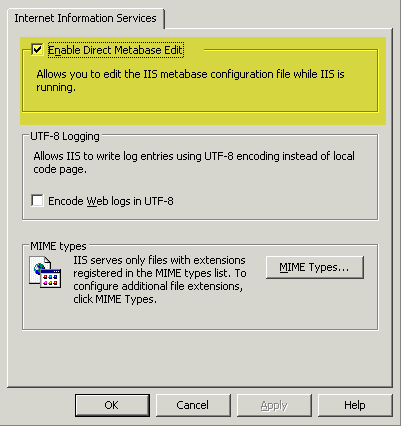 Internet Information Services
Enable Direct Metabase Edit
Allows you to edit the IIS metabase configuration file while IIS is
running.
UTF-8 Logging
Allows IIS to write log entries using UTF-8 encoding instead of local
code page.
Encode Web logs in UTF-8
MIME types
IIS serves only files with extensions
registered in the MIME types list. To
configure additional file extensions,
click MIME Types.
MIME Types...
OK
Cancel
Apply
Help